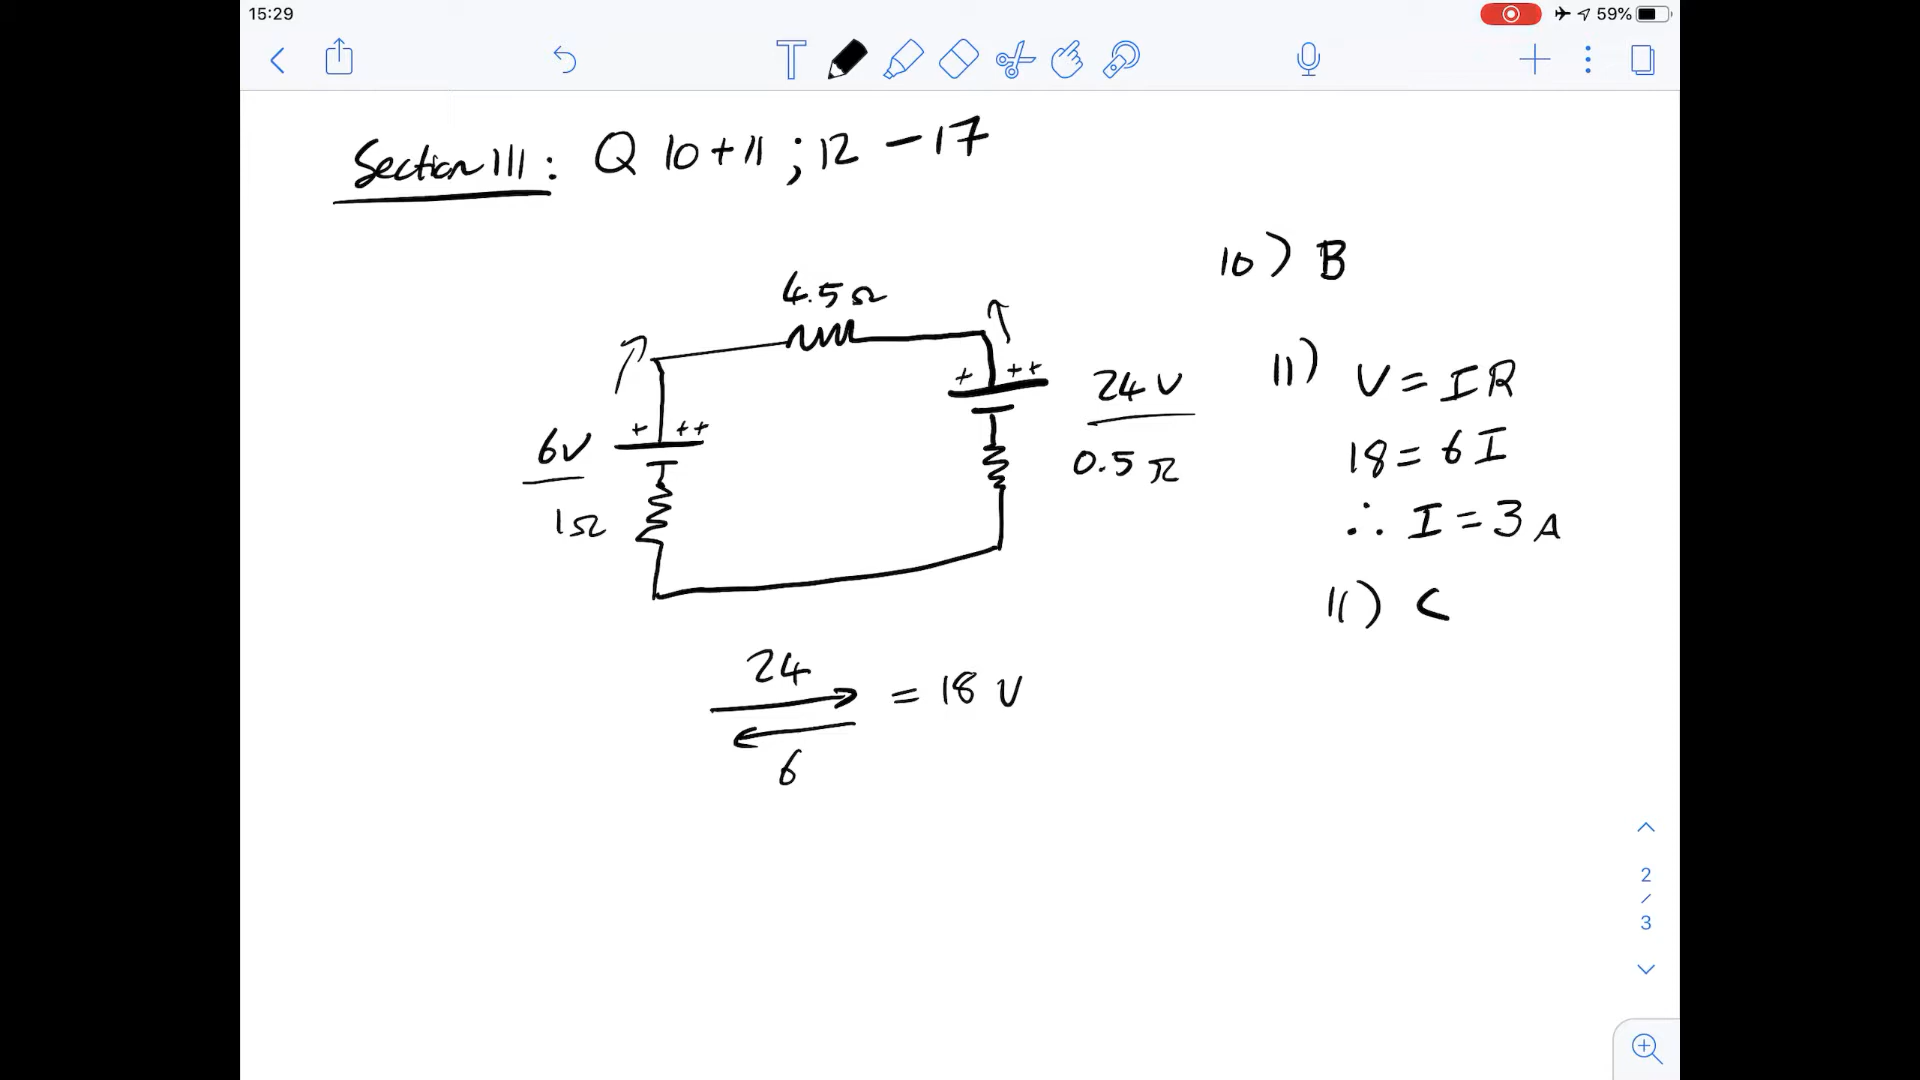 15:29
59%
T
Section III: Q 10+11 ; 12 - 17
10) B
4.5Ω
+ ++
24V
0.5Ω
+ ++
6V
1Ω
11) V = IR
18 = 6I
∴ I = 3A
11) C
24
= 18 V
6
2
/
3